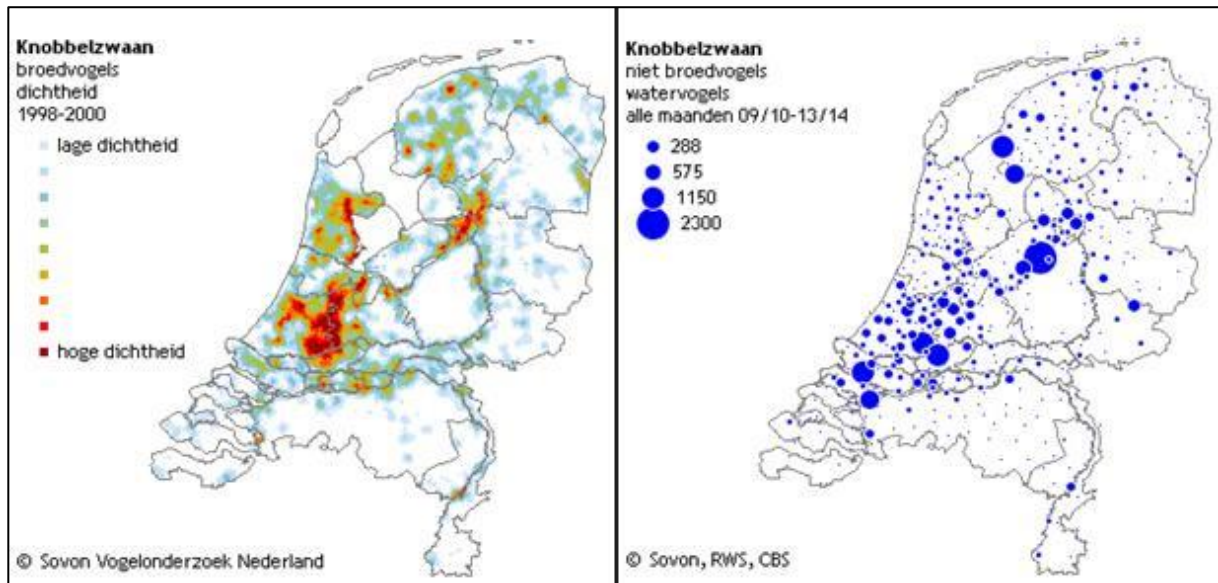 Knobbelzwaan
broedvogels
dichtheid
1998-2000
lage dichtheid
hoge dichtheid
© Sovon Vogelonderzoek Nederland
Knobbelzwaan
niet broedvogels
watervogels
alle maanden 09/10-13/14
288
575
1150
2300
© Sovon, RWS, CBS